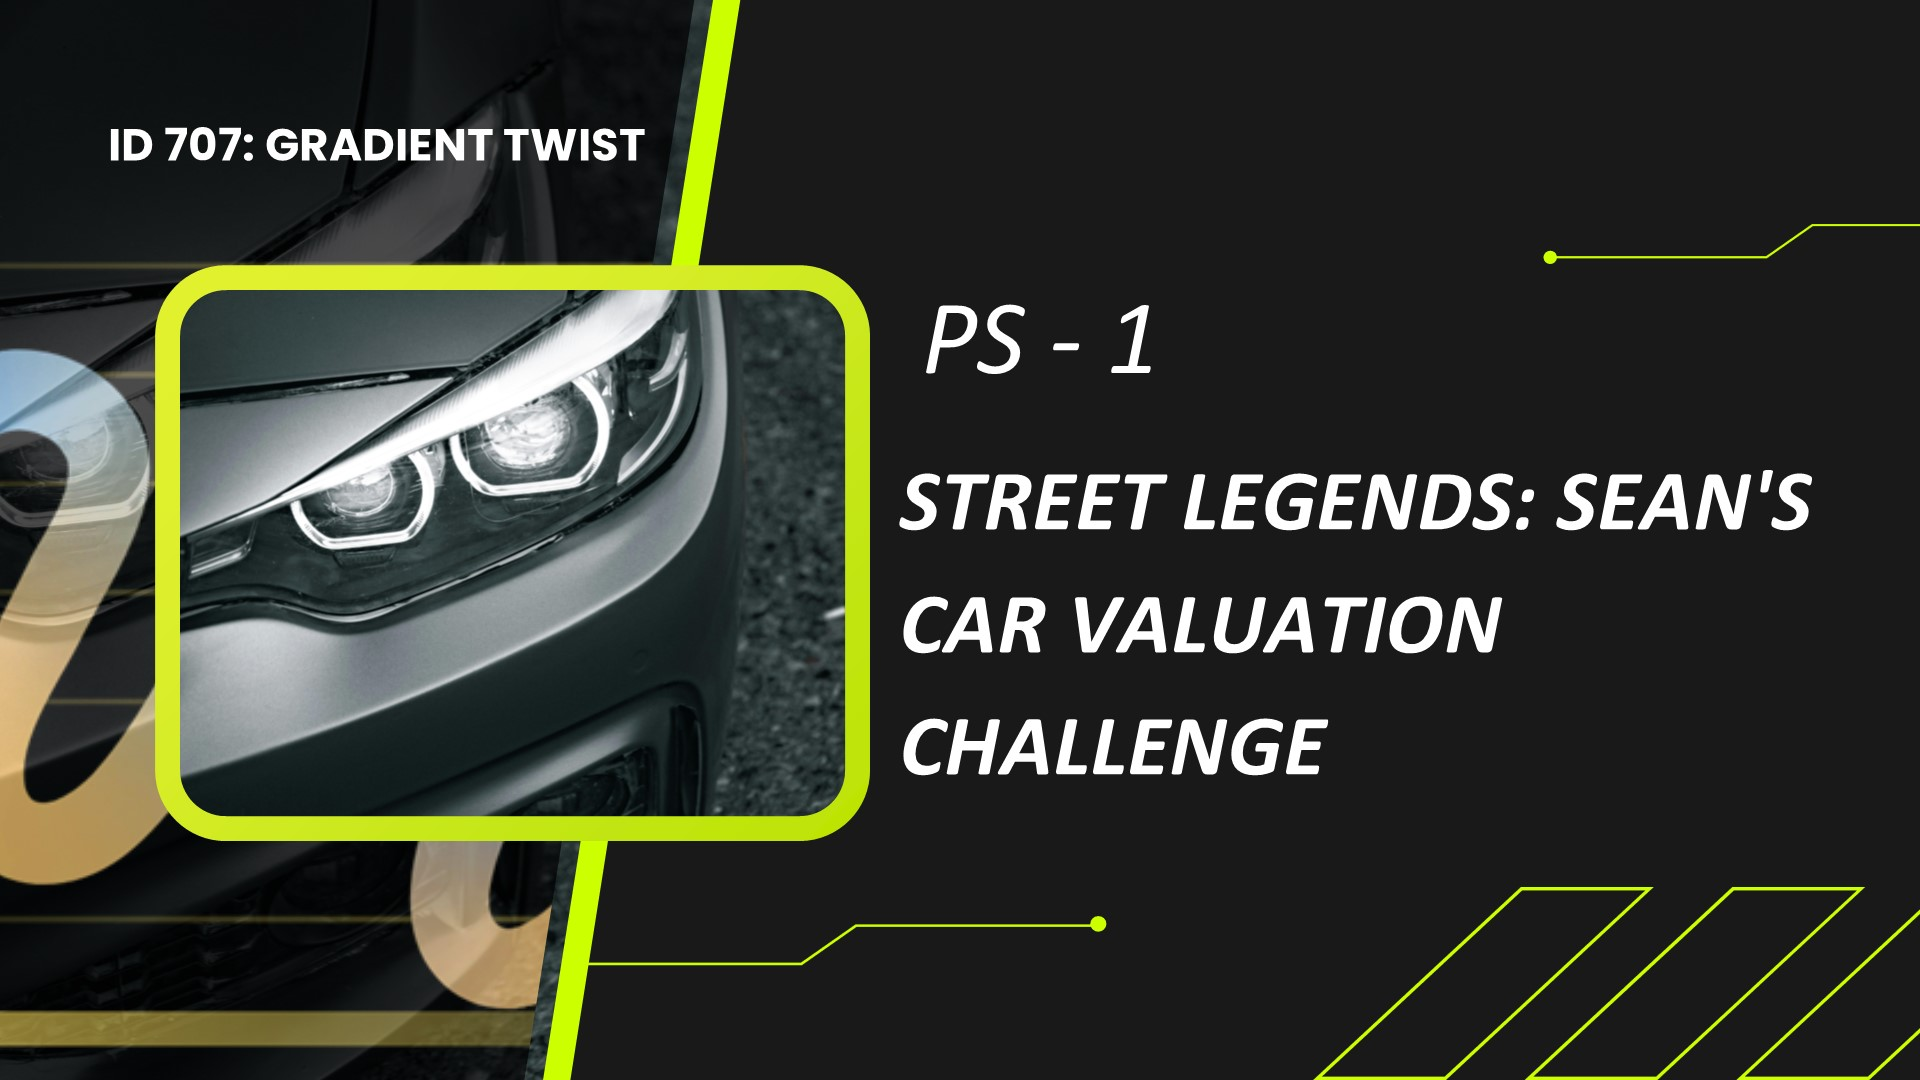 ID 707: GRADIENT TWIST
PS - 1
STREET LEGENDS: SEAN'S
CAR VALUATION
CHALLENGE